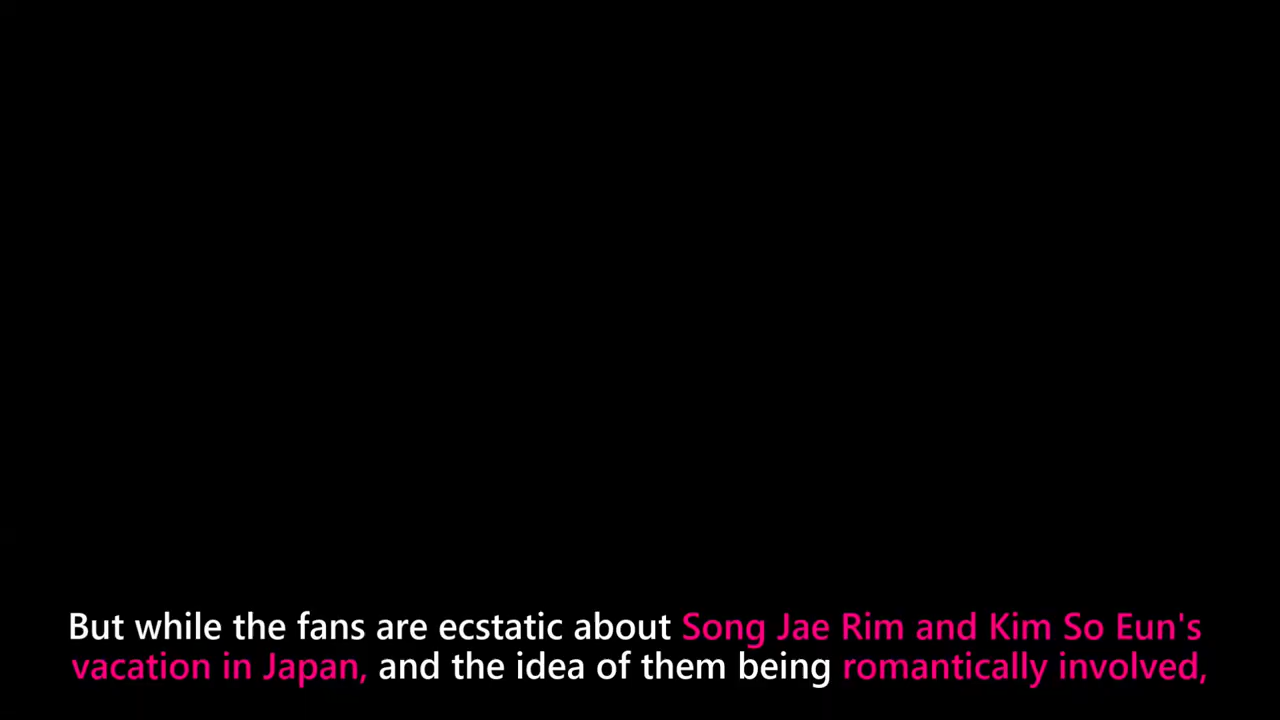 But while the fans are ecstatic about Song Jae Rim and Kim So Eun's
vacation in Japan, and the idea of them being romantically involved,